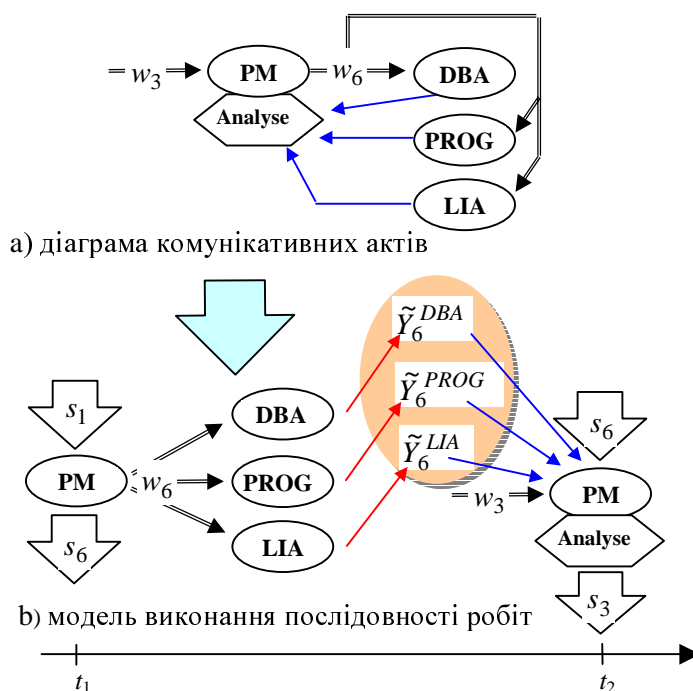 w3 PM w6 DBA
Analyse
PROG
LIA
a) діаграма комунікативних актів
Ỹ6^DBA
s1
DBA
Ỹ6^PROG
s6
PM w6 PROG
Ỹ6^LIA
w3 PM
LIA
Analyse
s6
s3
b) модель виконання послідовності робіт
t1 t2